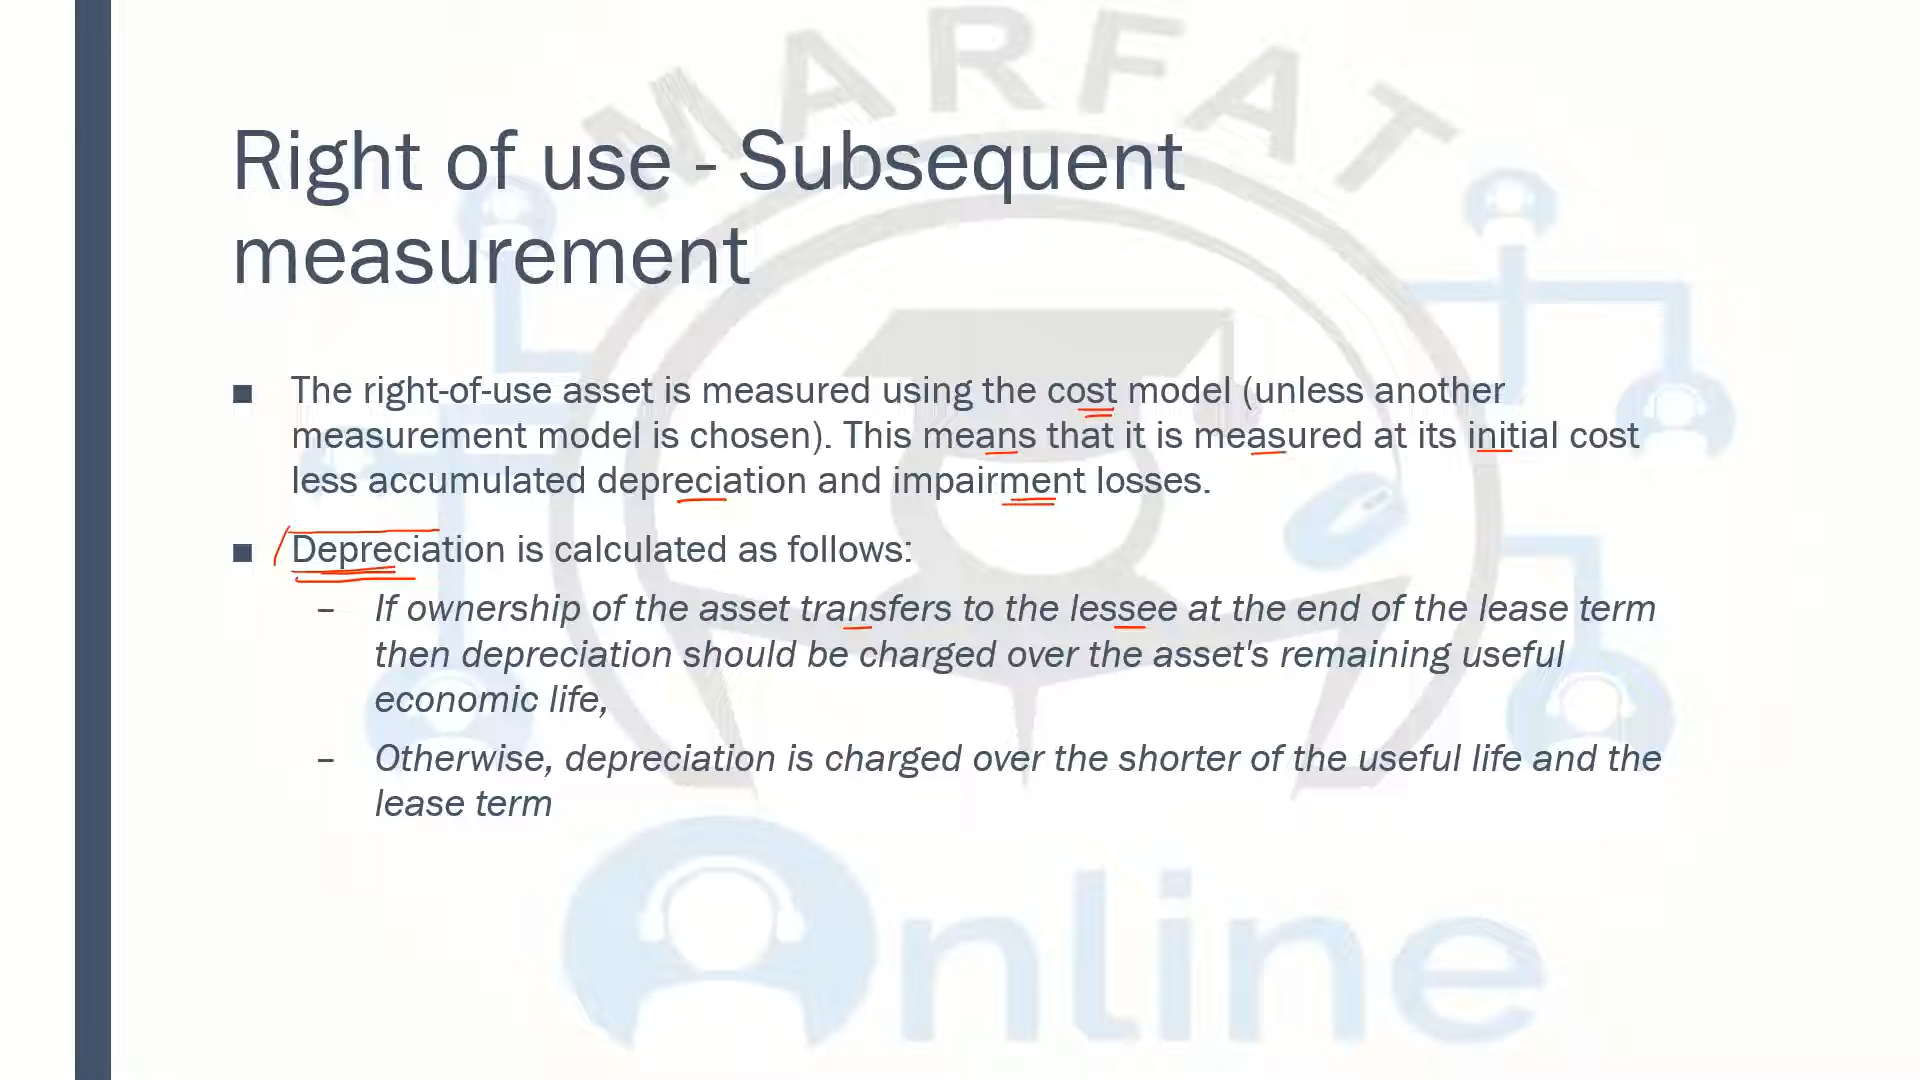 MARFAT
Right of use - Subsequent
measurement
■ The right-of-use asset is measured using the cost model (unless another
measurement model is chosen). This means that it is measured at its initial cost
less accumulated depreciation and impairment losses.
■ Depreciation is calculated as follows:
– If ownership of the asset transfers to the lessee at the end of the lease term
then depreciation should be charged over the asset's remaining useful
economic life,
– Otherwise, depreciation is charged over the shorter of the useful life and the
lease term
Online